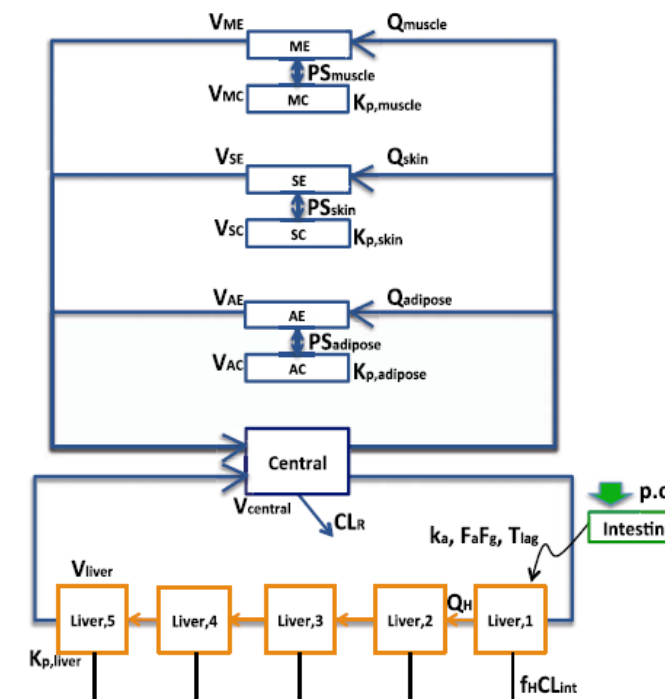 VME Qmuscle
ME
PSmuscle
VMC MC Kp,muscle
VSE Qskin
SE
PSskin
VSC SC Kp,skin
VAE Qadipose
AE
PSadipose
VAC AC Kp,adipose
Central
Vcentral
CLR
p.o
ka, FaFg, Tlag
Intestin
Vliver
QH
Liver,5 Liver,4 Liver,3 Liver,2 Liver,1
Kp,liver
fHCLint